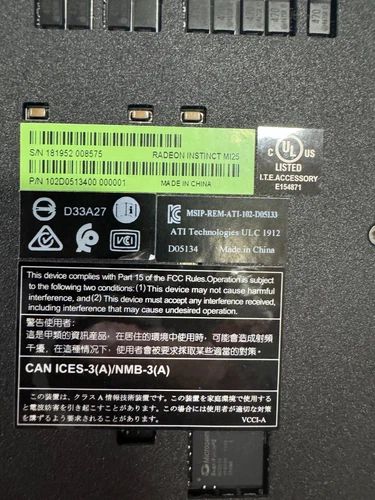 S/N 181952 008575 RADEON INSTINCT MI25
P/N 102D0513400 000001 MADE IN CHINA
C UL US
LISTED
I.T.E.ACCESSORY
E154871
D33A27
VCI
MSIP-REM-ATI-102-D05133
ATI Technologies ULC 1912
D05134 Made in China
This device complies with Part 15 of the FCC Rules.Operation is subject
to the following two conditions:(1) This device may not cause harmful
interference, and(2) This device must accept any interference received,
including interference that may cause undesired operation.
警告使用者:
這是甲類的資訊產品，在居住的環境中使用時，可能會造成射頻
干擾，在這種情況下，使用者會被要求採取某些適當的對策。
CAN ICES-3(A)/NMB-3(A)
この装置は、クラスA情報技術装置です。この装置を家庭環境で使用す
ると電波妨害を引き起こすことがあります。この場合には使用者が適切な対策
を講ずるよう要求されることがあります。
VCCI-A